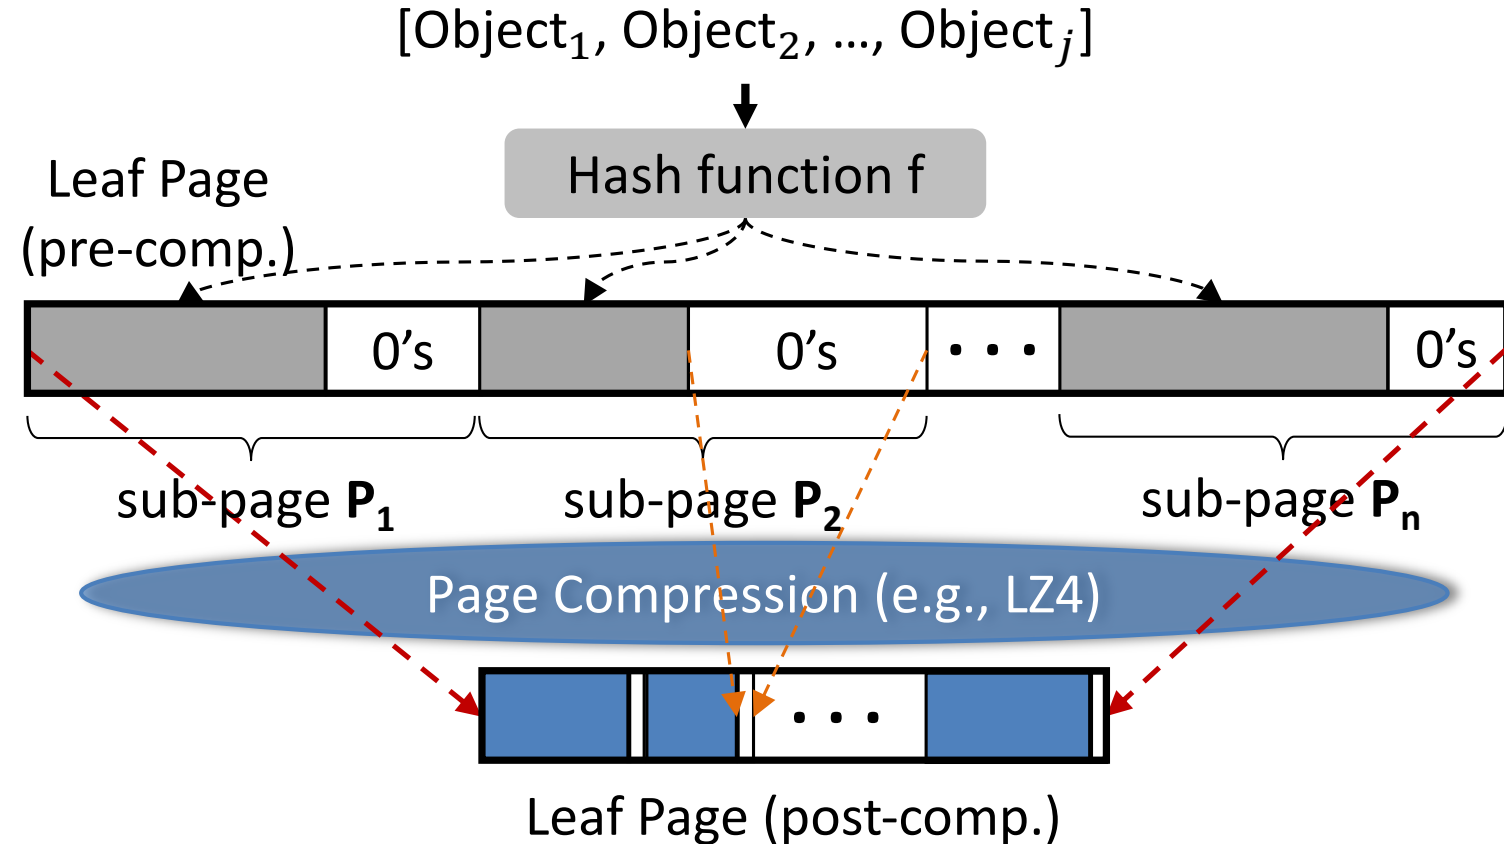 [Object₁, Object₂, ..., Objectⱼ]
Hash function f
Leaf Page
(pre-comp.)
0's 0's ··· 0's
sub-page P₁ sub-page P₂ sub-page Pₙ
Page Compression (e.g., LZ4)
···
Leaf Page (post-comp.)